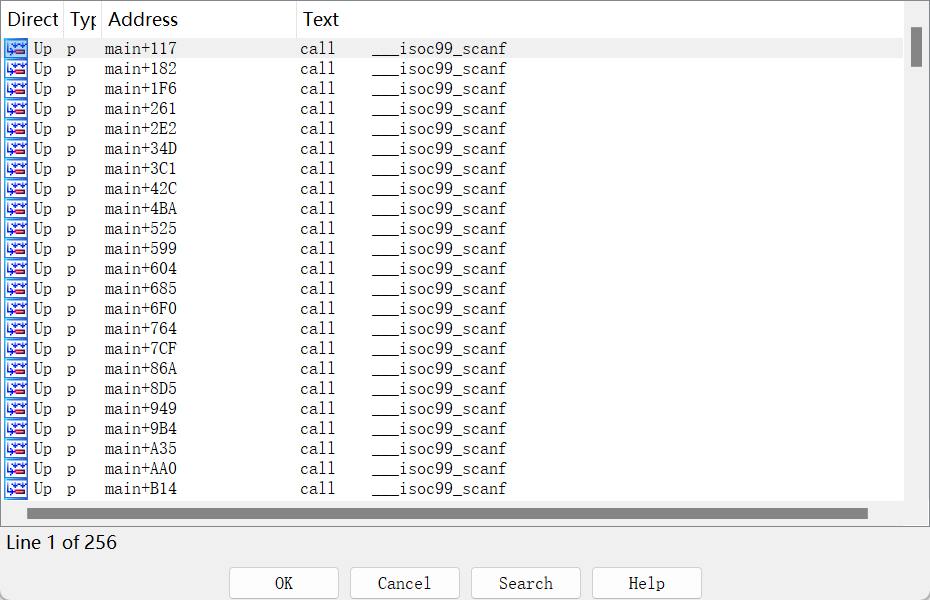 Direct Typ Address Text
Up p main+117 call ___isoc99_scanf
Up p main+182 call ___isoc99_scanf
Up p main+1F6 call ___isoc99_scanf
Up p main+261 call ___isoc99_scanf
Up p main+2E2 call ___isoc99_scanf
Up p main+34D call ___isoc99_scanf
Up p main+3C1 call ___isoc99_scanf
Up p main+42C call ___isoc99_scanf
Up p main+4BA call ___isoc99_scanf
Up p main+525 call ___isoc99_scanf
Up p main+599 call ___isoc99_scanf
Up p main+604 call ___isoc99_scanf
Up p main+685 call ___isoc99_scanf
Up p main+6F0 call ___isoc99_scanf
Up p main+764 call ___isoc99_scanf
Up p main+7CF call ___isoc99_scanf
Up p main+86A call ___isoc99_scanf
Up p main+8D5 call ___isoc99_scanf
Up p main+949 call ___isoc99_scanf
Up p main+9B4 call ___isoc99_scanf
Up p main+A35 call ___isoc99_scanf
Up p main+AA0 call ___isoc99_scanf
Up p main+B14 call ___isoc99_scanf
Line 1 of 256
OK Cancel Search Help